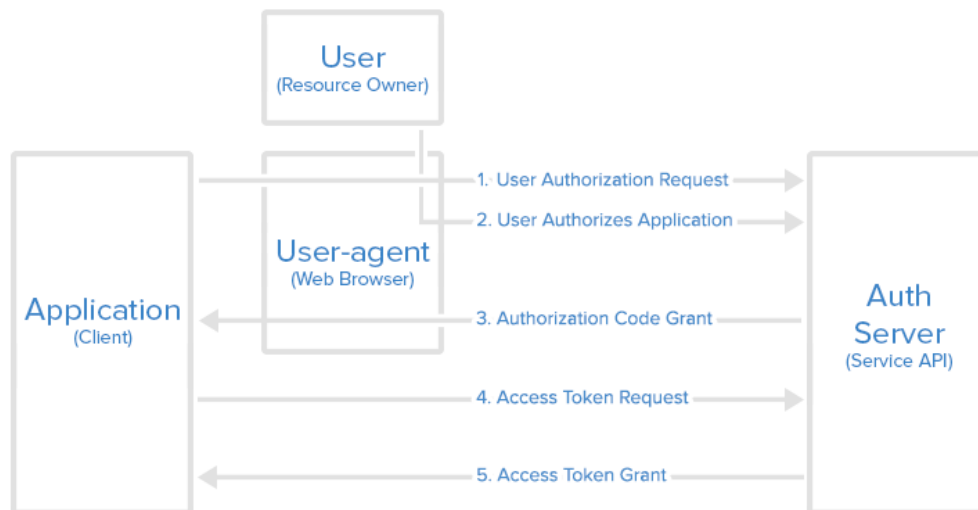 User
(Resource Owner)
1. User Authorization Request
2. User Authorizes Application
User-agent
(Web Browser)
Application
(Client)
Auth
Server
(Service API)
3. Authorization Code Grant
4. Access Token Request
5. Access Token Grant